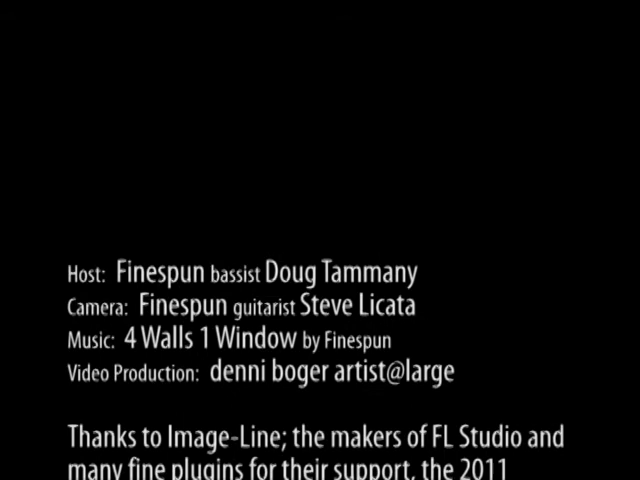 Host: Finespun bassist Doug Tammany
Camera: Finespun guitarist Steve Licata
Music: 4 Walls 1 Window by Finespun
Video Production: denni boger artist@large
Thanks to Image-Line; the makers of FL Studio and
many fine plugins for their support, the 2011